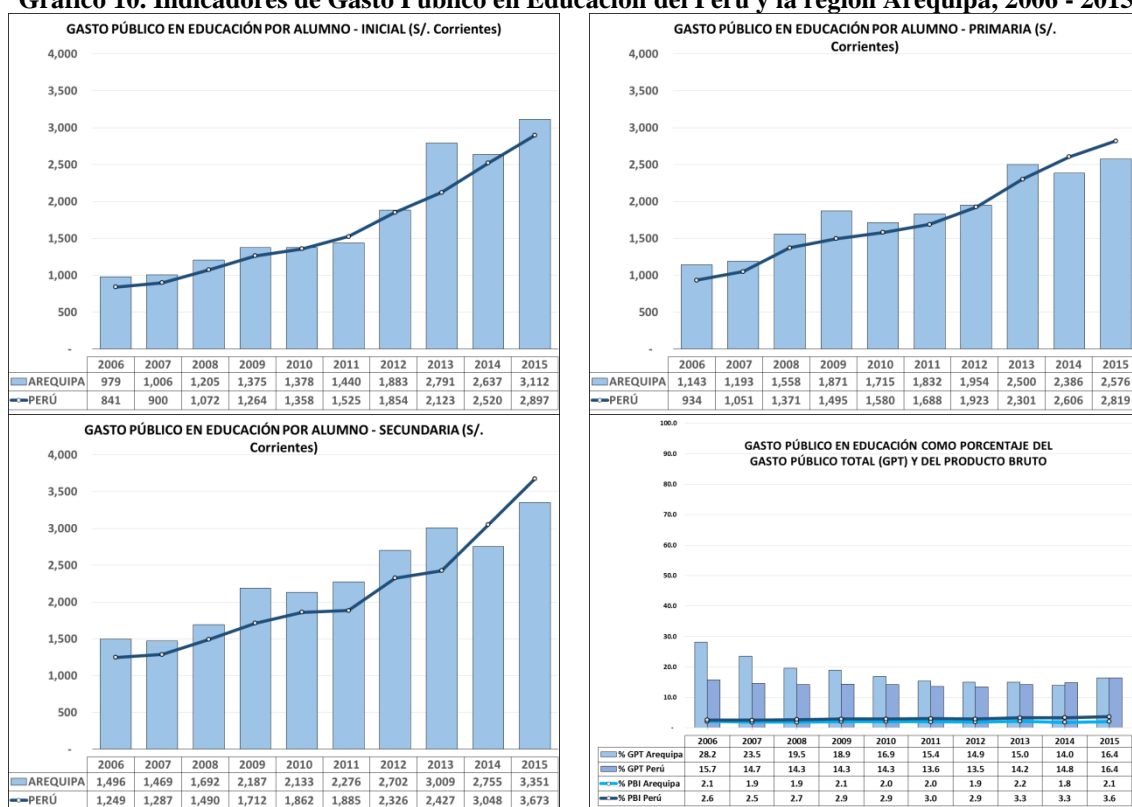 Gráfico 10. Indicadores de Gasto Público en Educación del Perú y la región Arequipa, 2006 - 2015
GASTO PÚBLICO EN EDUCACIÓN POR ALUMNO - INICIAL (S/. Corrientes)
4,000
3,500
3,000
2,500
2,000
1,500
1,000
500
-
2006 2007 2008 2009 2010 2011 2012 2013 2014 2015
AREQUIPA 979 1,006 1,205 1,375 1,378 1,440 1,883 2,791 2,637 3,112
PERÚ 841 900 1,072 1,264 1,358 1,525 1,854 2,123 2,520 2,897
GASTO PÚBLICO EN EDUCACIÓN POR ALUMNO - PRIMARIA (S/.
Corrientes)
4,000
3,500
3,000
2,500
2,000
1,500
1,000
500
-
2006 2007 2008 2009 2010 2011 2012 2013 2014 2015
AREQUIPA 1,143 1,193 1,558 1,871 1,715 1,832 1,954 2,500 2,386 2,576
PERÚ 934 1,051 1,371 1,495 1,580 1,688 1,923 2,301 2,606 2,819
GASTO PÚBLICO EN EDUCACIÓN POR ALUMNO - SECUNDARIA (S/.
Corrientes)
4,000
3,500
3,000
2,500
2,000
1,500
1,000
500
-
2006 2007 2008 2009 2010 2011 2012 2013 2014 2015
AREQUIPA 1,496 1,469 1,692 2,187 2,133 2,276 2,702 3,009 2,755 3,351
PERÚ 1,249 1,287 1,490 1,712 1,862 1,885 2,326 2,427 3,048 3,673
GASTO PÚBLICO EN EDUCACIÓN COMO PORCENTAJE DEL
GASTO PÚBLICO TOTAL (GPT) Y DEL PRODUCTO BRUTO
100.0
90.0
80.0
70.0
60.0
50.0
40.0
30.0
20.0
10.0
-
2006 2007 2008 2009 2010 2011 2012 2013 2014 2015
% GPT Arequipa 28.2 23.5 19.5 18.9 16.9 15.4 14.9 15.0 14.0 16.4
% GPT Perú 15.7 14.7 14.3 14.3 14.3 13.6 13.5 14.2 14.8 16.4
% PBI Arequipa 2.1 1.9 1.9 2.1 2.0 2.0 1.9 2.2 1.8 2.1
% PBI Perú 2.6 2.5 2.7 2.9 2.9 3.0 2.9 3.3 3.3 3.6